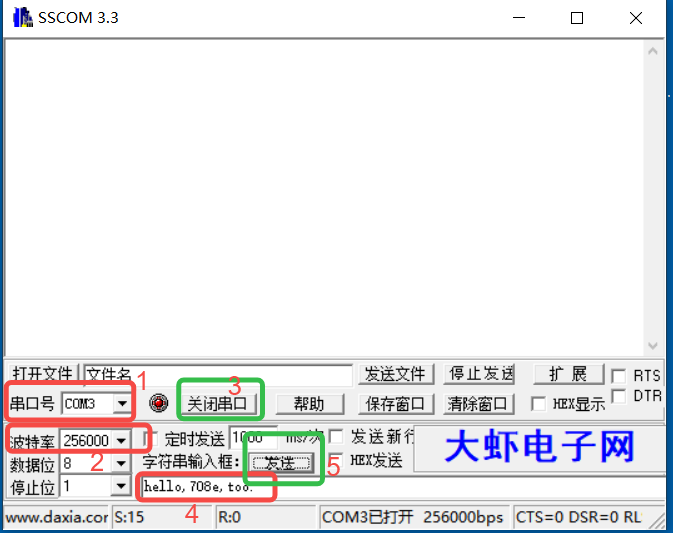 SSCOM 3.3
打开文件 文件名 发送文件 停止发送 扩 展 RTS
1
3
串口号 COM3 关闭串口 帮助 保存窗口 清除窗口 HEX显示 DTR
波特率 256000 定时发送 1000 ms/次 发送新行
大虾电子网
数据位 8 字符串输入框: 发送 HEX发送
2
5
停止位 1 hello,708e,too.
4
www.daxia.cor S:15 R:0 COM3已打开 256000bps CTS=0 DSR=0 RL